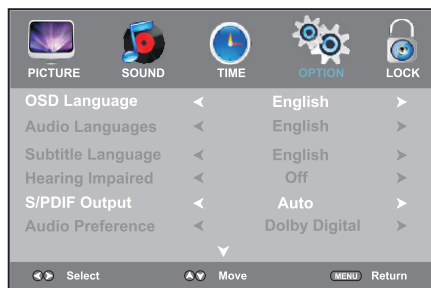 PICTURE SOUND TIME OPTION LOCK
OSD Language English
Audio Languages English
Subtitle Language English
Hearing Impaired Off
S/PDIF Output Auto
Audio Preference Dolby Digital
Select Move MENU Return